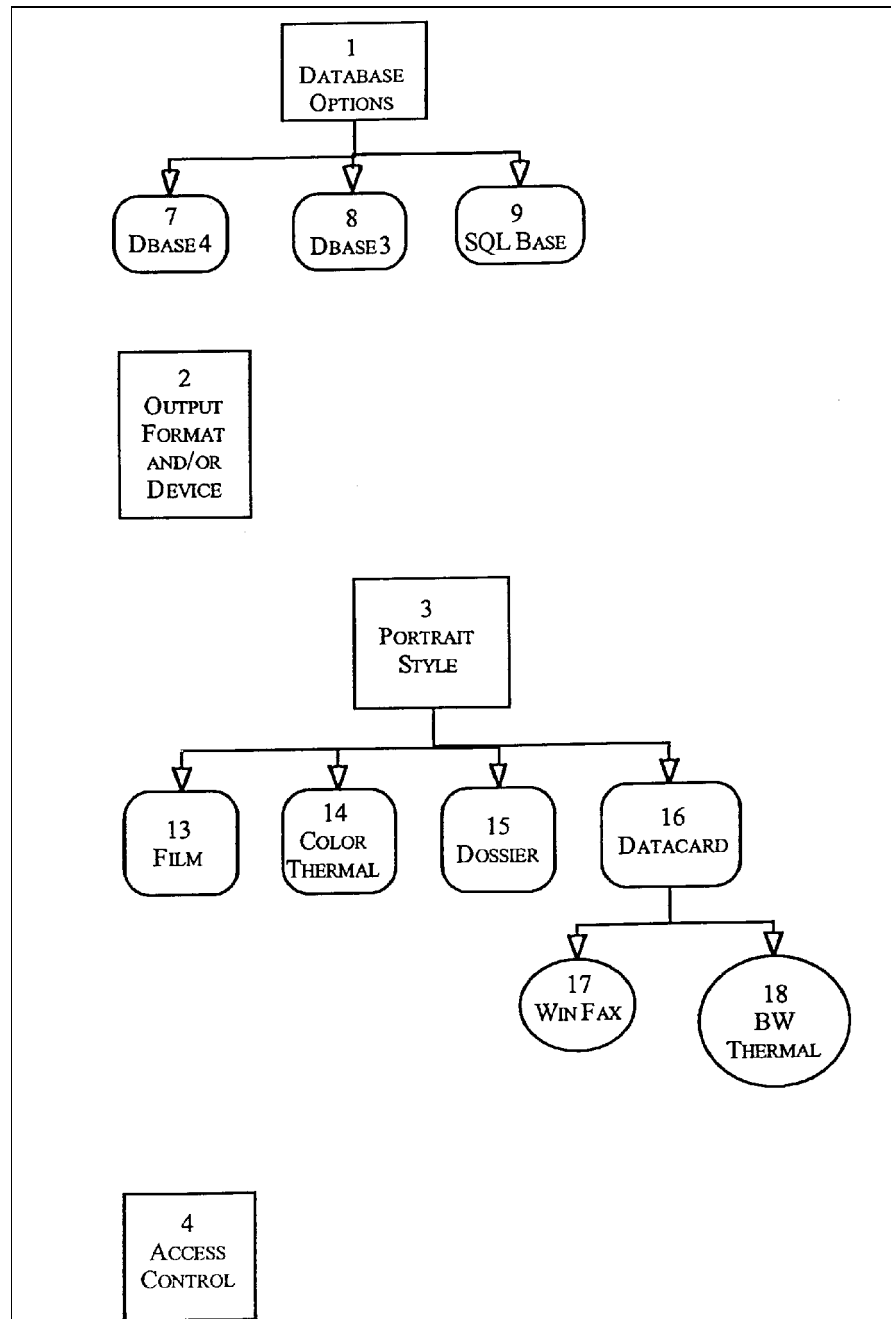 1
DATABASE
OPTIONS
7
DBASE 4
8
DBASE 3
9
SQL BASE
2
OUTPUT
FORMAT
AND/OR
DEVICE
3
PORTRAIT
STYLE
13
FILM
14
COLOR
THERMAL
15
DOSSIER
16
DATACARD
17
WIN FAX
18
BW
THERMAL
4
ACCESS
CONTROL